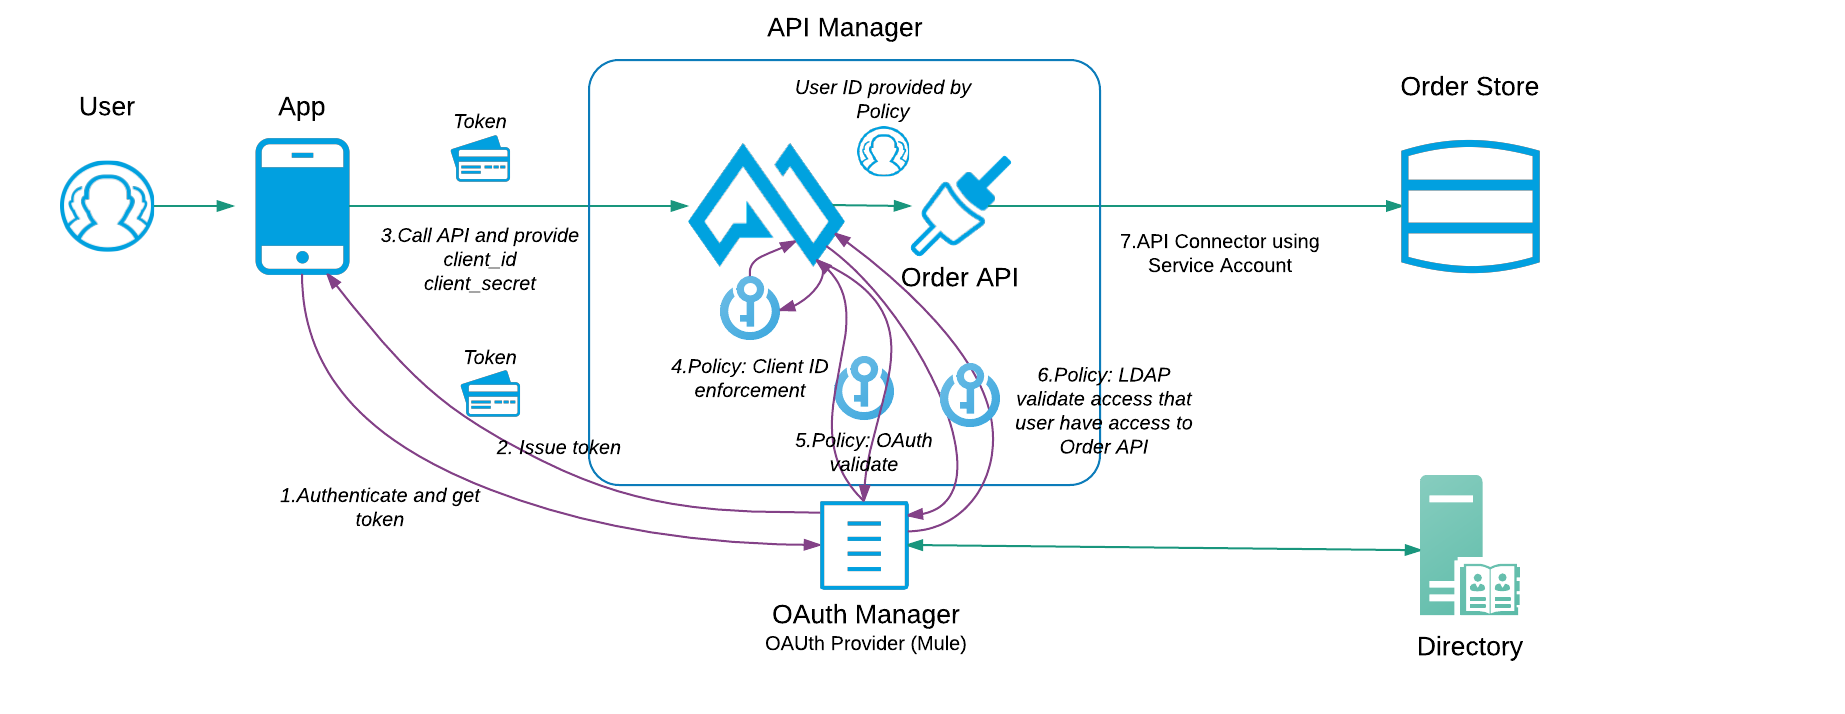 API Manager
User
App
Token
User ID provided by
Policy
Order Store
3.Call API and provide
client_id
client_secret
Order API
7.API Connector using
Service Account
Token
2. Issue token
4.Policy: Client ID
enforcement
5.Policy: OAuth
validate
6.Policy: LDAP
validate access that
user have access to
Order API
1.Authenticate and get
token
OAuth Manager
OAUth Provider (Mule)
Directory